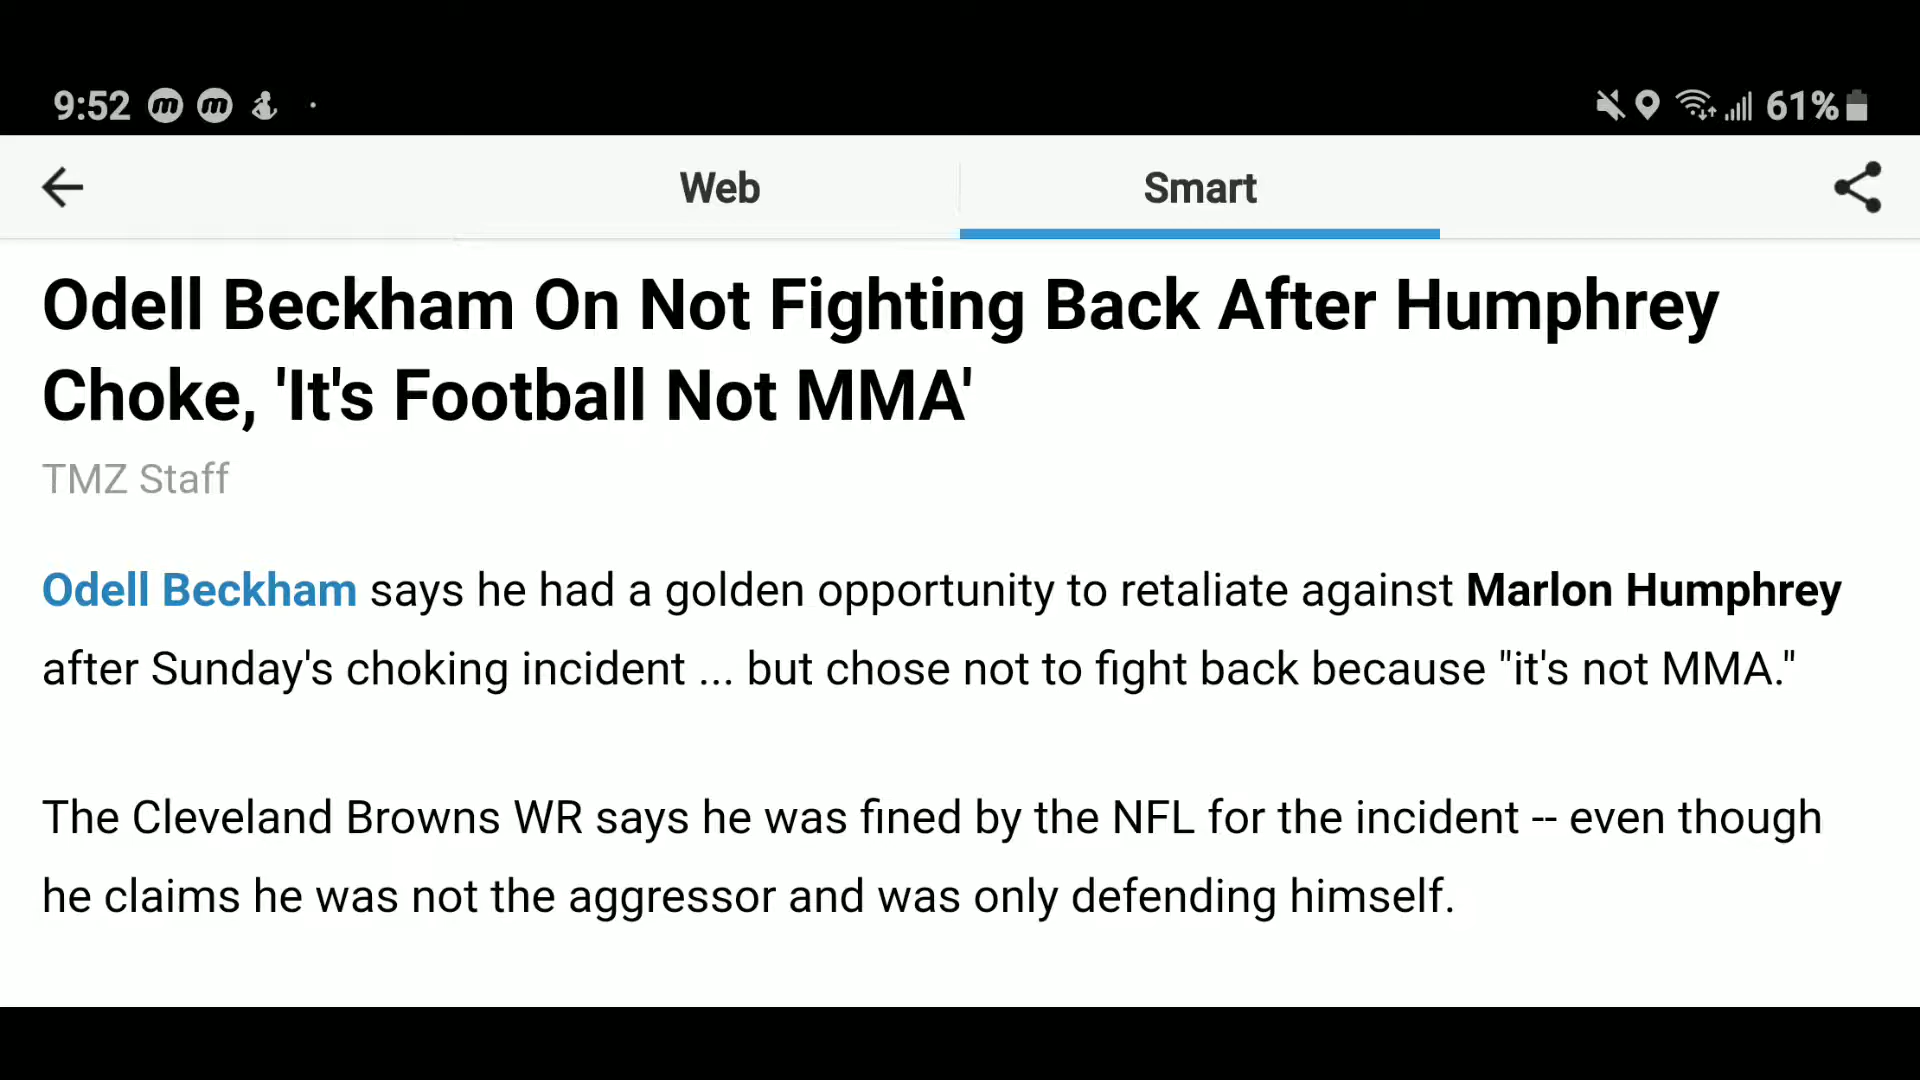 9:52
61%
Web
Smart
Odell Beckham On Not Fighting Back After Humphrey
Choke, 'It's Football Not MMA'
TMZ Staff
Odell Beckham says he had a golden opportunity to retaliate against Marlon Humphrey
after Sunday's choking incident ... but chose not to fight back because "it's not MMA."
The Cleveland Browns WR says he was fined by the NFL for the incident -- even though
he claims he was not the aggressor and was only defending himself.